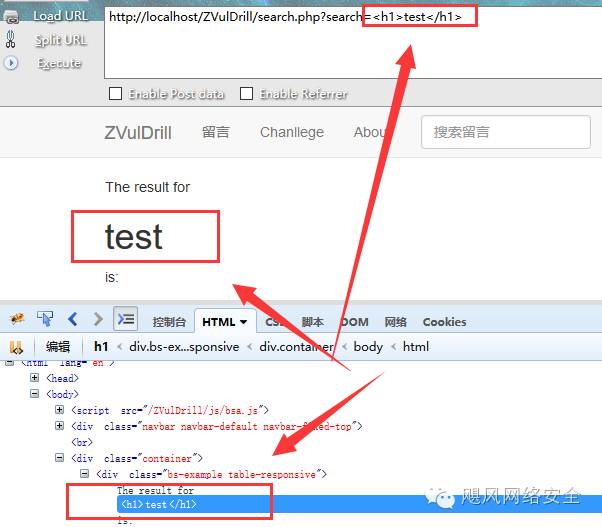 Load URL
http://localhost/ZVulDrill/search.php?search=<h1>test</h1>
Split URL
Execute
Enable Post data Enable Referrer
ZVulDrill 留言 Chanllege About 搜索留言
The result for
test
is:
控制台 HTML CSS 脚本 DOM 网络 Cookies
编辑 h1 < div.bs-ex...sponsive < div.container < body < html
<html lang="en">
<head>
<body>
<script src="/ZVulDrill/js/bsa.js">
<div class="navbar navbar-default navbar-fixed-top">
<br>
<div class="container">
<div class="bs-example table-responsive">
The result for
<h1>test</h1>
is:
飓风网络安全